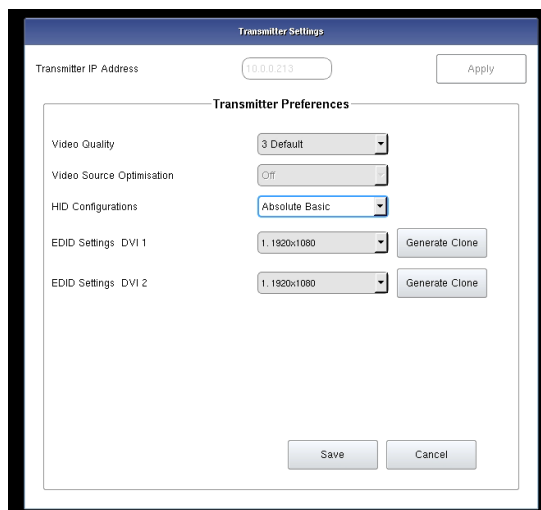 Transmitter Settings
Transmitter IP Address 10.0.0.213 Apply
Transmitter Preferences
Video Quality 3 Default
Video Source Optimisation Off
HID Configurations Absolute Basic
EDID Settings DVI 1 1. 1920x1080 Generate Clone
EDID Settings DVI 2 1. 1920x1080 Generate Clone
Save Cancel